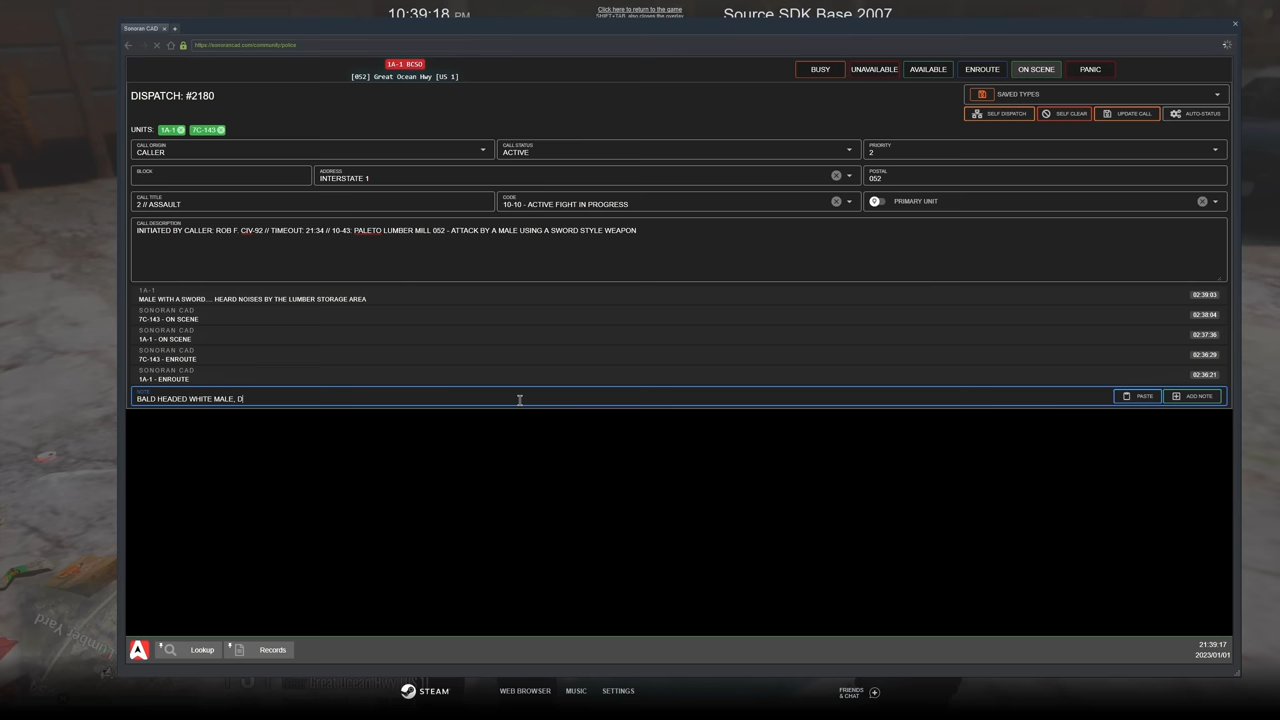 10:39:18 PM
Click here to return to the game
SHIFT+TAB also closes the overlay
Source SDK Base 2007
Sonoran CAD
https://sonorancad.com/community/police
1A-1 BCSO
[052] Great Ocean Hwy [US 1]
BUSY UNAVAILABLE AVAILABLE ENROUTE ON SCENE PANIC
DISPATCH: #2180
SAVED TYPES
SELF DISPATCH SELF CLEAR UPDATE CALL AUTO-STATUS
UNITS: 1A-1 7C-143
CALL ORIGIN
CALLER
CALL STATUS
ACTIVE
PRIORITY
2
BLOCK
ADDRESS
INTERSTATE 1
POSTAL
052
CALL TITLE
2 // ASSAULT
CODE
10-10 - ACTIVE FIGHT IN PROGRESS
PRIMARY UNIT
CALL DESCRIPTION
INITIATED BY CALLER: ROB F. CIV-92 // TIMEOUT: 21:34 // 10-43: PALETO LUMBER MILL 052 - ATTACK BY A MALE USING A SWORD STYLE WEAPON
1A-1
MALE WITH A SWORD.... HEARD NOISES BY THE LUMBER STORAGE AREA
02:39:03
SONORAN CAD
7C-143 - ON SCENE
02:38:04
SONORAN CAD
1A-1 - ON SCENE
02:37:36
SONORAN CAD
7C-143 - ENROUTE
02:36:29
SONORAN CAD
1A-1 - ENROUTE
02:36:21
NOTE
BALD HEADED WHITE MALE, D
PASTE ADD NOTE
Lumber Yard
Lookup Records
21:39:17
2023/01/01
STEAM WEB BROWSER MUSIC SETTINGS
FRIENDS
& CHAT